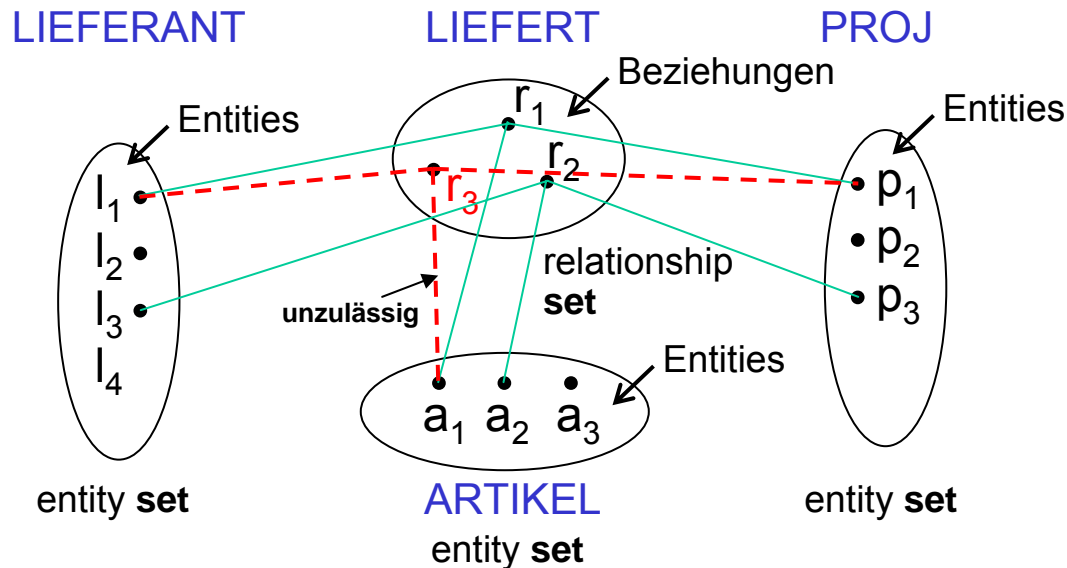 LIEFERANT
LIEFERT
PROJ
Beziehungen
Entities
Entities
r1
r2
r3
l1
l2
l3
l4
p1
p2
p3
relationship
set
unzulässig
Entities
a1 a2 a3
entity set
ARTIKEL
entity set
entity set